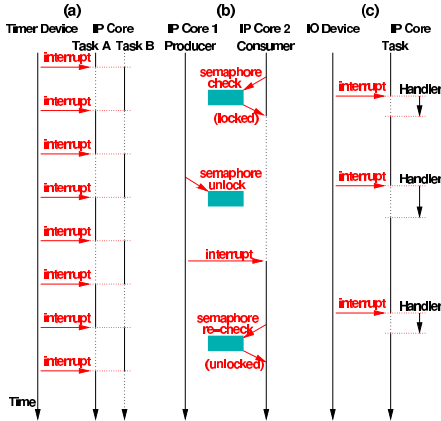 (a)
Timer Device IP Core
Task A Task B
interrupt
interrupt
interrupt
interrupt
interrupt
interrupt
interrupt
interrupt
Time
(b)
IP Core 1 IP Core 2
Producer Consumer
semaphore
check
(locked)
semaphore
unlock
interrupt
semaphore
re-check
(unlocked)
(c)
IO Device IP Core
Task
interrupt Handler
interrupt Handler
interrupt Handler